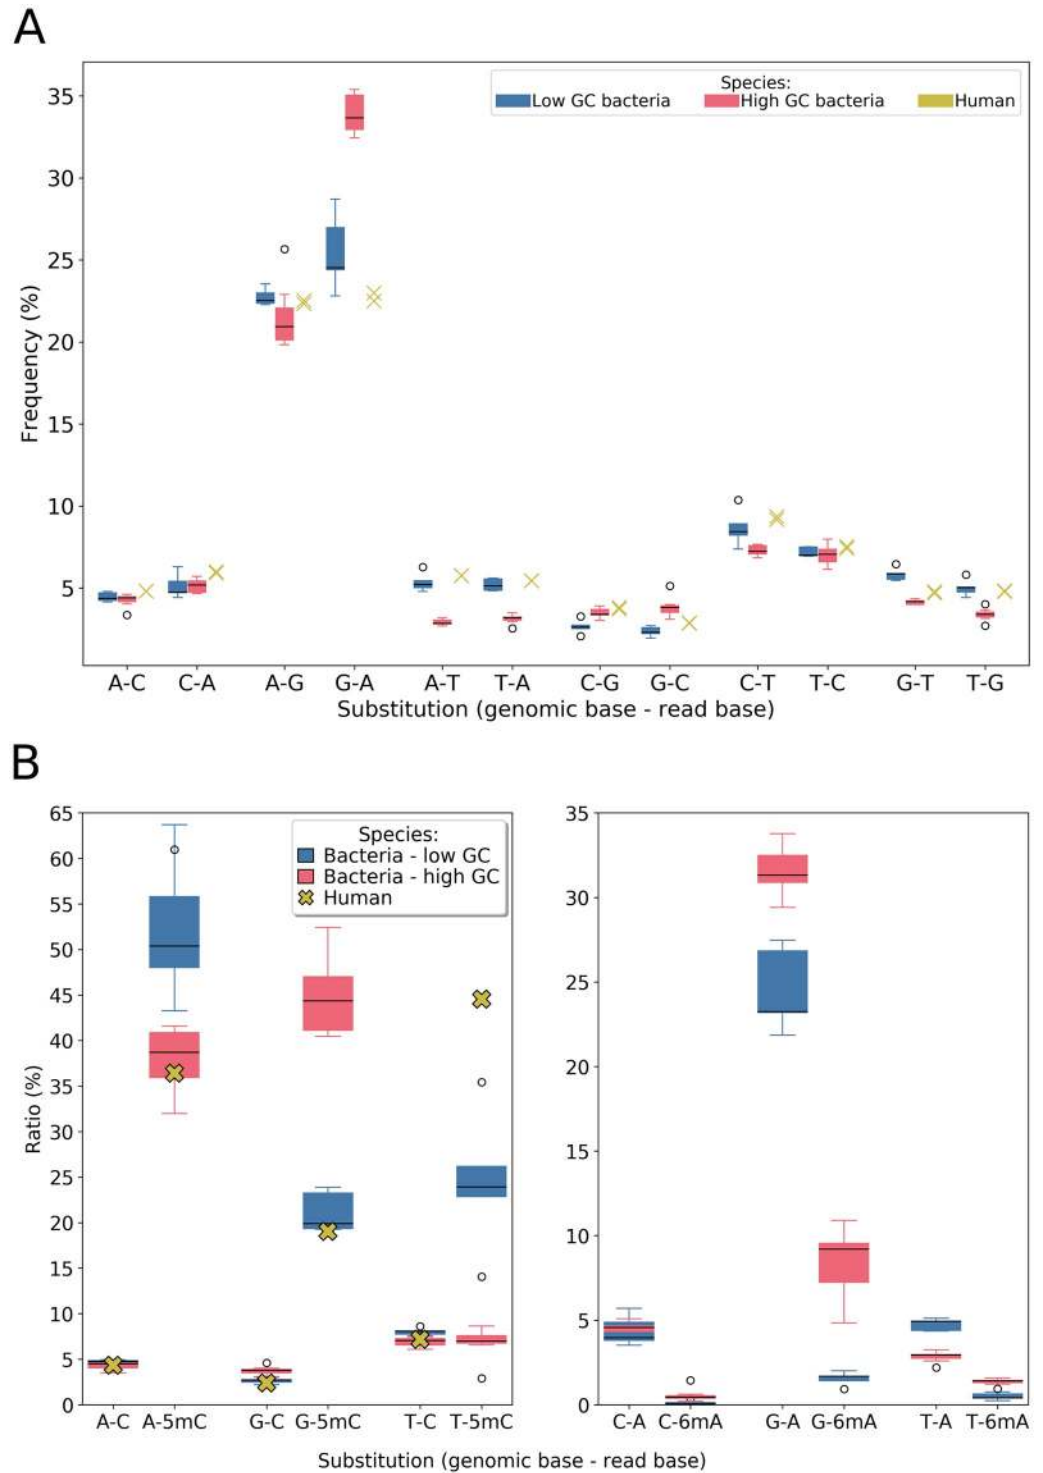 A
35
30
25
20
15
10
5
Frequency (%)
Species:
Low GC bacteria High GC bacteria Human
A-C C-A A-G G-A A-T T-A C-G G-C C-T T-C G-T T-G
Substitution (genomic base - read base)
B
65
60
55
50
45
40
35
30
25
20
15
10
5
0
Ratio (%)
Species:
Bacteria - low GC
Bacteria - high GC
Human
A-C A-5mC G-C G-5mC T-C T-5mC
35
30
25
20
15
10
5
0
C-A C-6mA G-A G-6mA T-A T-6mA
Substitution (genomic base - read base)